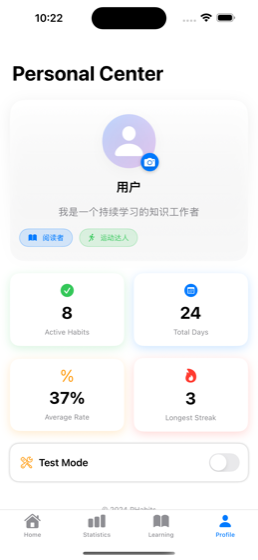 10:22
Personal Center
用户
我是一个持续学习的知识工作者
阅读者
运动达人
8
Active Habits
24
Total Days
%
37%
Average Rate
3
Longest Streak
Test Mode
Home
Statistics
Learning
Profile